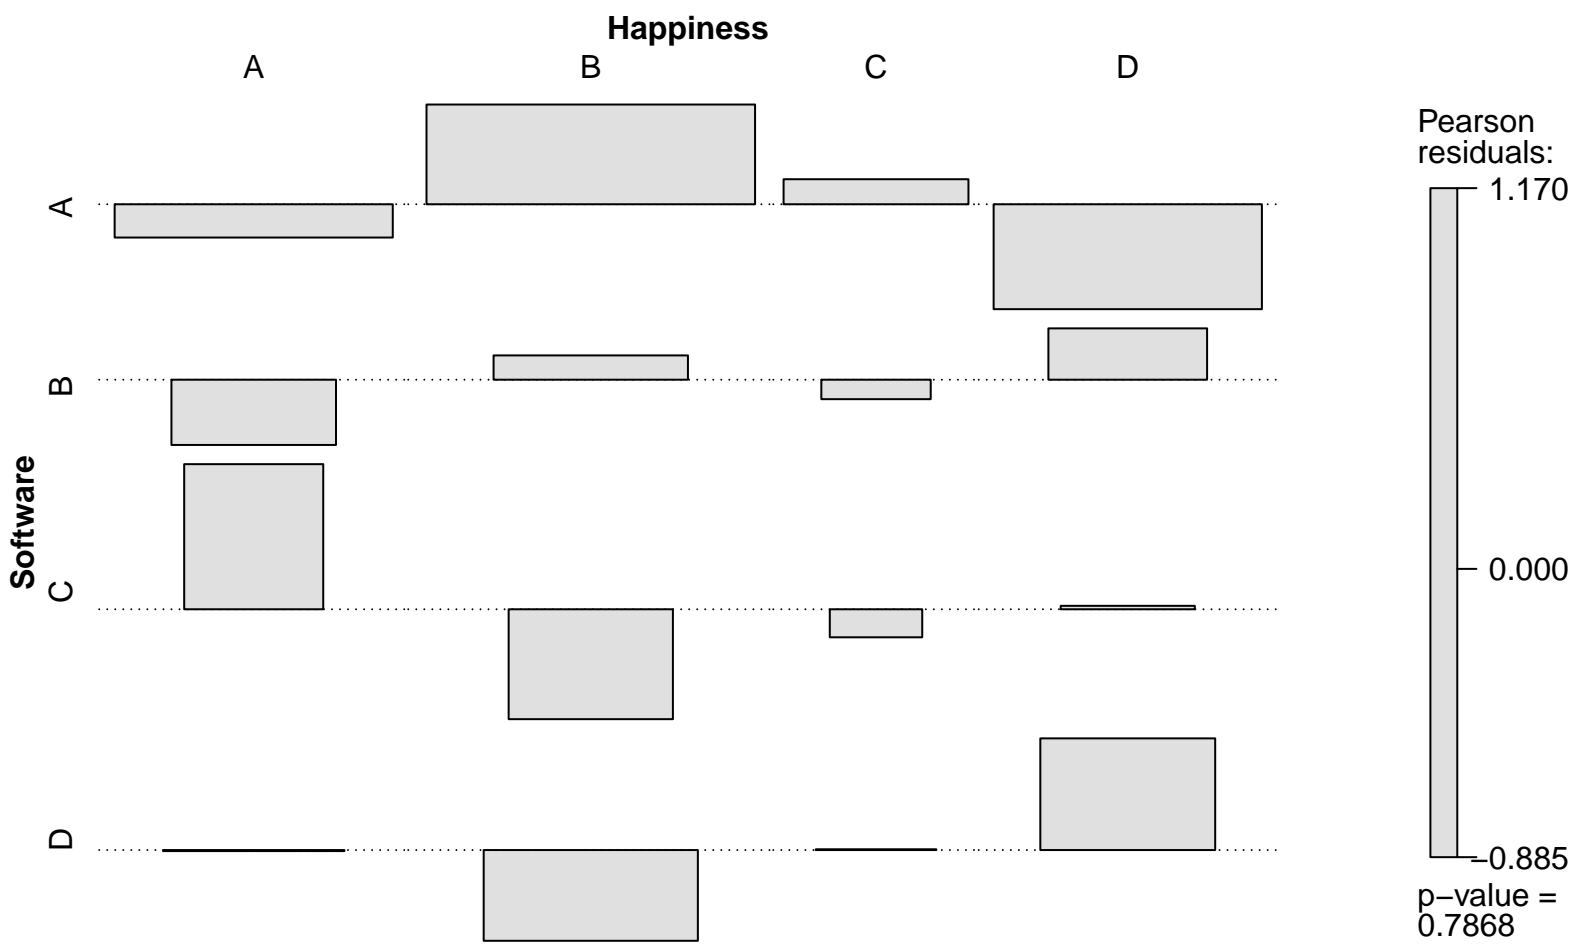 Happiness
A B C D
Pearson
residuals:
1.170
A
B
Software
0.000
C
D
−0.885
p−value =
0.7868